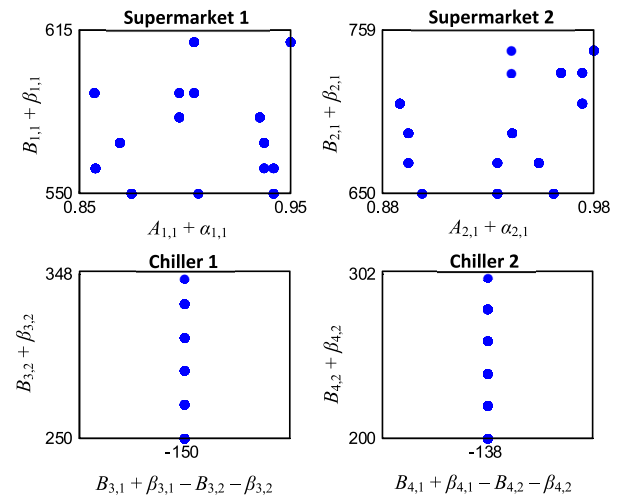 Supermarket 1
615
B1,1 + β1,1
550
0.85
0.95
A1,1 + α1,1
Supermarket 2
759
B2,1 + β2,1
650
0.88
0.98
A2,1 + α2,1
Chiller 1
348
B3,2 + β3,2
250
-150
B3,1 + β3,1 − B3,2 − β3,2
Chiller 2
302
B4,2 + β4,2
200
-138
B4,1 + β4,1 − B4,2 − β4,2